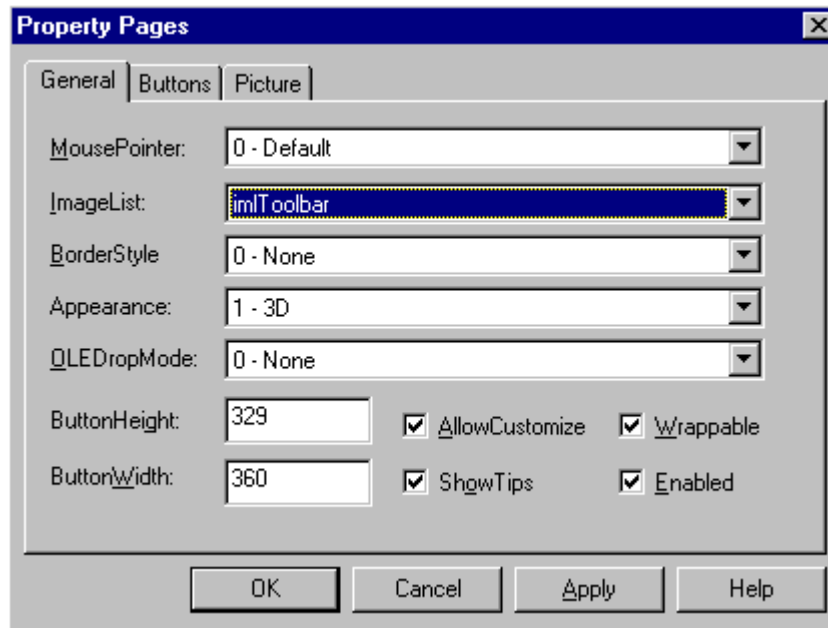 Property Pages
General Buttons Picture
MousePointer: 0 - Default
ImageList: imlToolbar
BorderStyle 0 - None
Appearance: 1 - 3D
OLEDropMode: 0 - None
ButtonHeight: 329 AllowCustomize Wrappable
ButtonWidth: 360 ShowTips Enabled
OK Cancel Apply Help